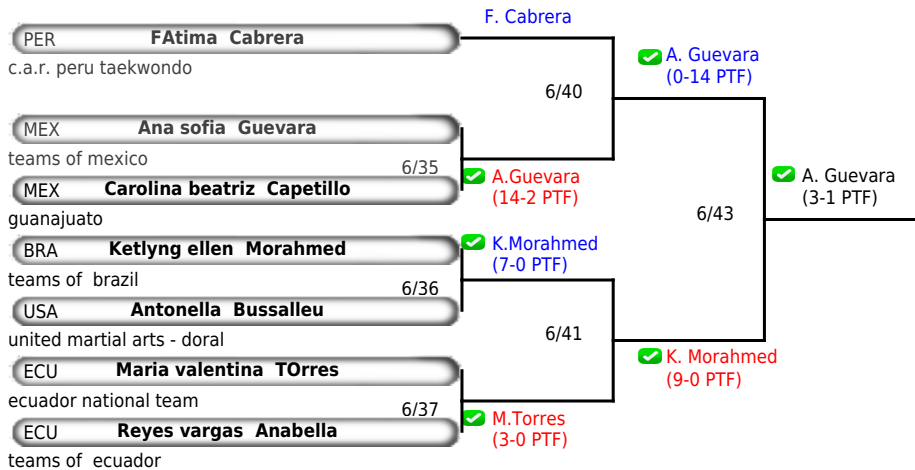 PER FAtima Cabrera
c.a.r. peru taekwondo
MEX Ana sofia Guevara
teams of mexico
MEX Carolina beatriz Capetillo
guanajuato
BRA Ketlyng ellen Morahmed
teams of brazil
USA Antonella Bussalleu
united martial arts - doral
ECU Maria valentina TOrres
ecuador national team
ECU Reyes vargas Anabella
teams of ecuador
6/35
6/36
6/37
F. Cabrera
A.Guevara
(14-2 PTF)
K.Morahmed
(7-0 PTF)
M.Torres
(3-0 PTF)
6/40
6/41
A. Guevara
(0-14 PTF)
K. Morahmed
(9-0 PTF)
6/43
A. Guevara
(3-1 PTF)